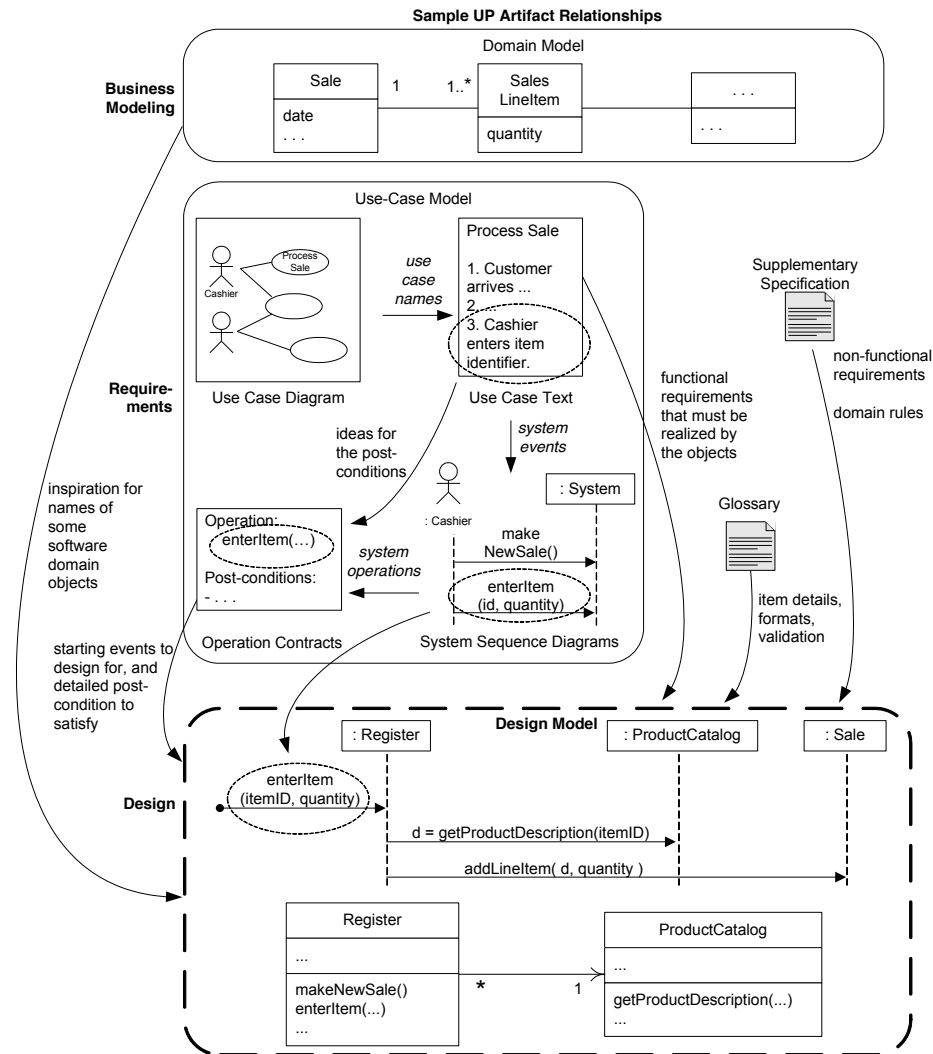 Sample UP Artifact Relationships
Domain Model
Business
Modeling
Sale
date
. . .
1
1..*
Sales
LineItem
quantity
. . .
. . .
Use-Case Model
Process
Sale
Cashier
Use Case Diagram
use
case
names
Process Sale
1. Customer
arrives ...
2. ...
3. Cashier
enters item
identifier.
Use Case Text
Supplementary
Specification
non-functional
requirements
domain rules
functional
requirements
that must be
realized by
the objects
Require-
ments
ideas for
the post-
conditions
system
events
inspiration for
names of
some
software
domain
objects
: Cashier
: System
make
NewSale()
enterItem
(id, quantity)
System Sequence Diagrams
system
operations
Operation:
enterItem(…)
Post-conditions:
- . . .
Operation Contracts
Glossary
item details,
formats,
validation
starting events to
design for, and
detailed post-
condition to
satisfy
Design Model
Design
: Register
: ProductCatalog
: Sale
enterItem
(itemID, quantity)
d = getProductDescription(itemID)
addLineItem( d, quantity )
Register
...
makeNewSale()
enterItem(...)
...
*
1
ProductCatalog
...
getProductDescription(...)
...